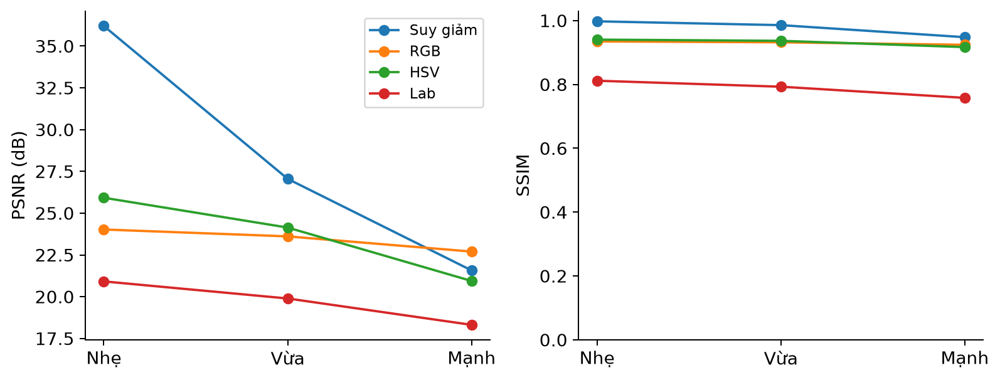 PSNR (dB)
35.0
32.5
30.0
27.5
25.0
22.5
20.0
17.5
Nhẹ
Vừa
Mạnh
Suy giảm
RGB
HSV
Lab
SSIM
1.0
0.8
0.6
0.4
0.2
0.0
Nhẹ
Vừa
Mạnh